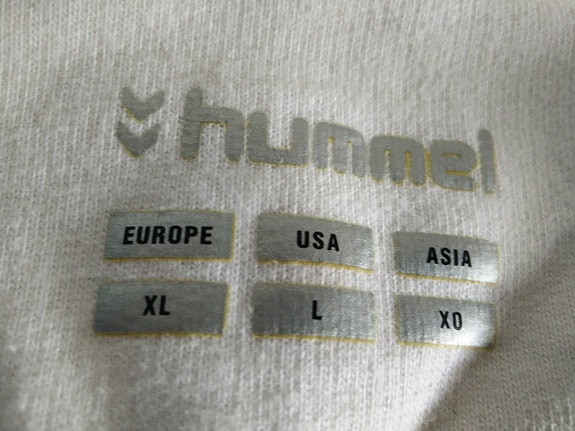 hummel
EUROPE USA ASIA
XL L XO